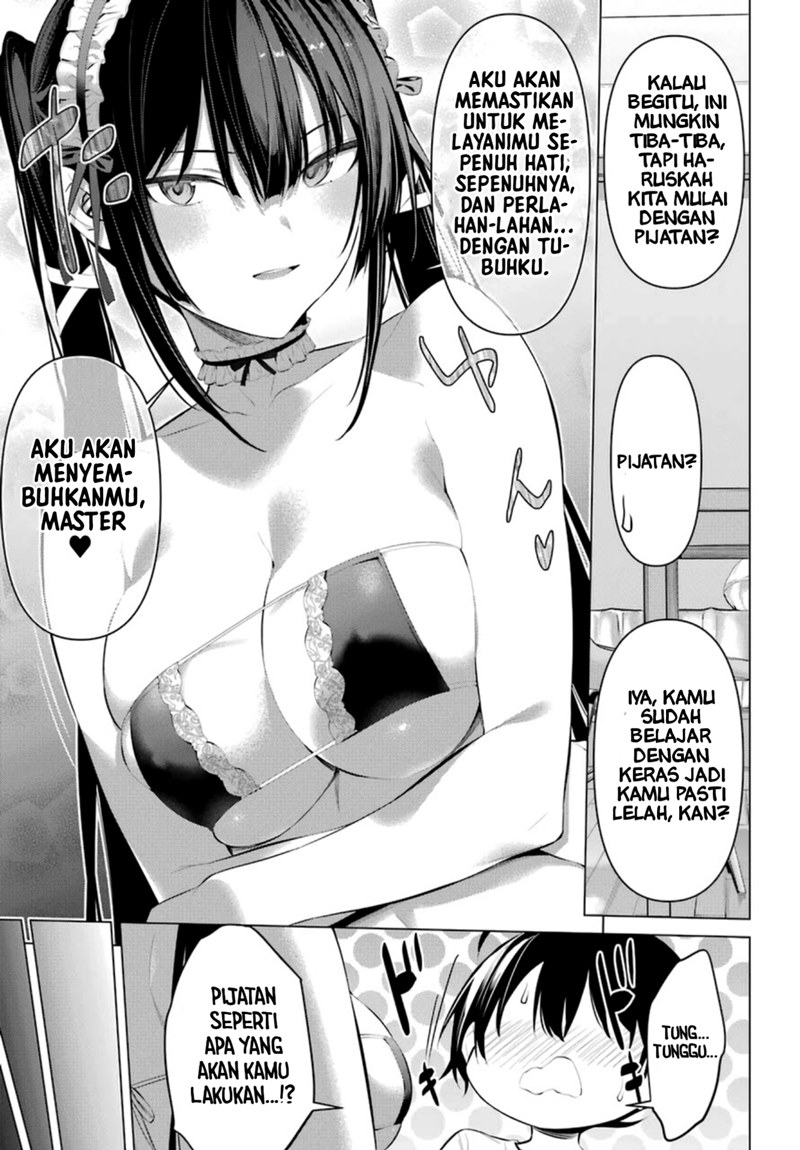 KALAU
BEGITU, INI
MUNGKIN
TIBA-TIBA,
TAPI HA-
RUSKAH
KITA MULAI
DENGAN
PIJATAN?
PIJATAN?
IYA, KAMU
SUDAH
BELAJAR
DENGAN
KERAS JADI
KAMU PASTI
LELAH, KAN?
AKU AKAN
MEMASTIKAN
UNTUK ME-
LAYANIMU SE-
PENUH HATI,
SEPENUHNYA,
DAN PERLA-
HAN-LAHAN...
DENGAN TU-
BUHKU.
AKU AKAN
MENYEM-
BUHKANMU,
MASTER
♥
TUNG...
TUNGGU...
PIJATAN
SEPERTI
APA YANG
AKAN KAMU
LAKUKAN...!?